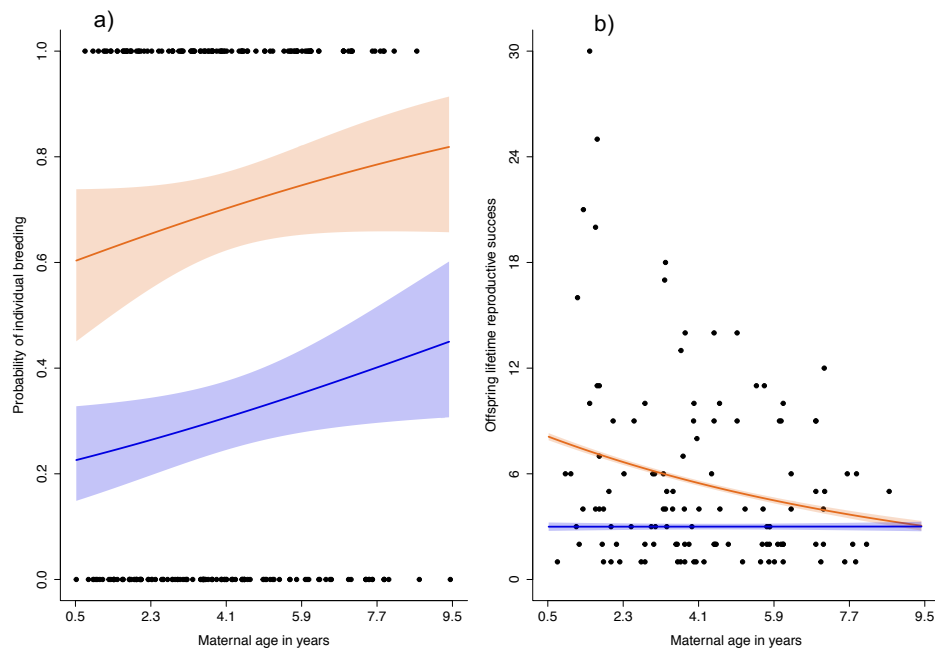 a)
1.0
0.8
0.6
0.4
0.2
0.0
Probability of individual breeding
0.5 2.3 4.1 5.9 7.7 9.5
Maternal age in years
b)
30
24
18
12
6
0
Offspring lifetime reproductive success
0.5 2.3 4.1 5.9 7.7 9.5
Maternal age in years